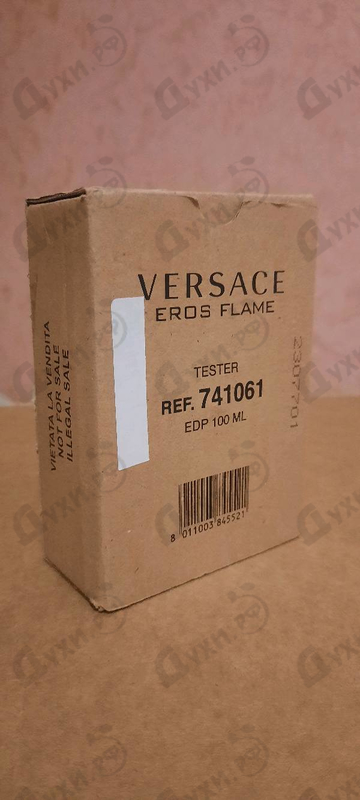 VERSACE
EROS FLAME
TESTER
REF. 741061
EDP 100 ML
8 011003 845521
2307701
VIETATA LA VENDITA
NOT FOR SALE
ILLEGAL SALE
Духи.РФ